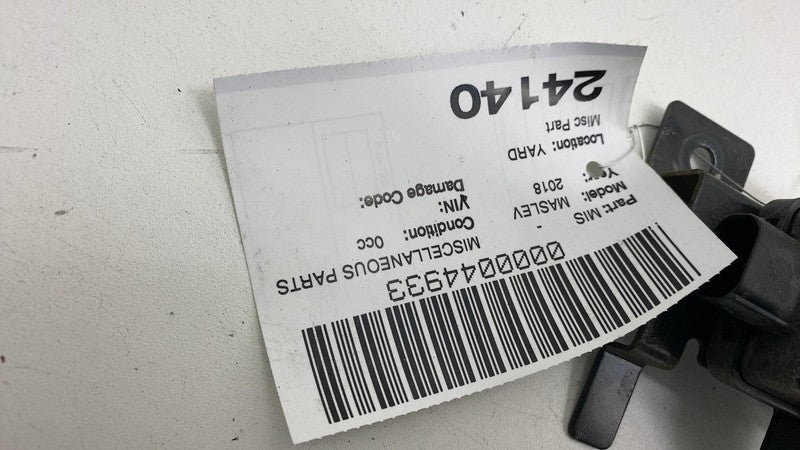 0000044933
Part: MIS - MISCELLANEOUS PARTS
Model: MASLEV
Year: 2018
Condition: 0cc
VIN:
Damage Code:
Location: YARD
Misc Part
24140